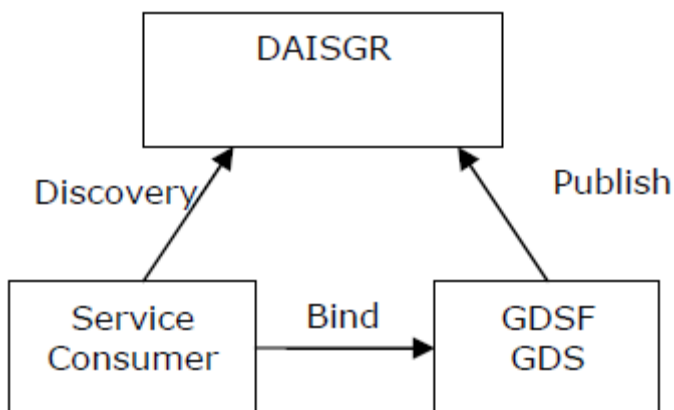 DAISGR
Discovery
Publish
Service
Consumer
Bind
GDSF
GDS